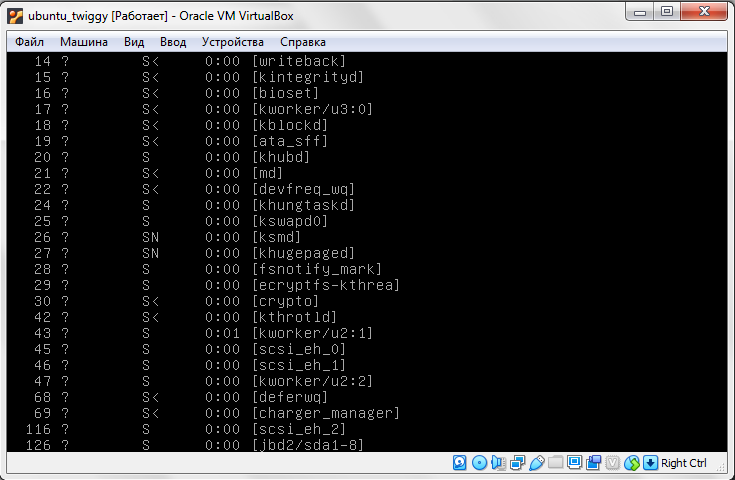 ubuntu_twiggy [Работает] - Oracle VM VirtualBox
Файл Машина Вид Ввод Устройства Справка
14 ? S< 0:00 [writeback]
15 ? S< 0:00 [kintegrityd]
16 ? S< 0:00 [bioset]
17 ? S< 0:00 [kworker/u3:0]
18 ? S< 0:00 [kblockd]
19 ? S< 0:00 [ata_sff]
20 ? S 0:00 [khubd]
21 ? S< 0:00 [md]
22 ? S< 0:00 [devfreq_wq]
24 ? S 0:00 [khungtaskd]
25 ? S 0:00 [kswapd0]
26 ? SN 0:00 [ksmd]
27 ? SN 0:00 [khugepaged]
28 ? S 0:00 [fsnotify_mark]
29 ? S 0:00 [ecryptfs-kthrea]
30 ? S< 0:00 [crypto]
42 ? S< 0:00 [kthrotld]
43 ? S 0:01 [kworker/u2:1]
45 ? S 0:00 [scsi_eh_0]
46 ? S 0:00 [scsi_eh_1]
47 ? S 0:00 [kworker/u2:2]
68 ? S< 0:00 [deferwq]
69 ? S< 0:00 [charger_manager]
116 ? S 0:00 [scsi_eh_2]
126 ? S 0:00 [jbd2/sda1-8]
Right Ctrl